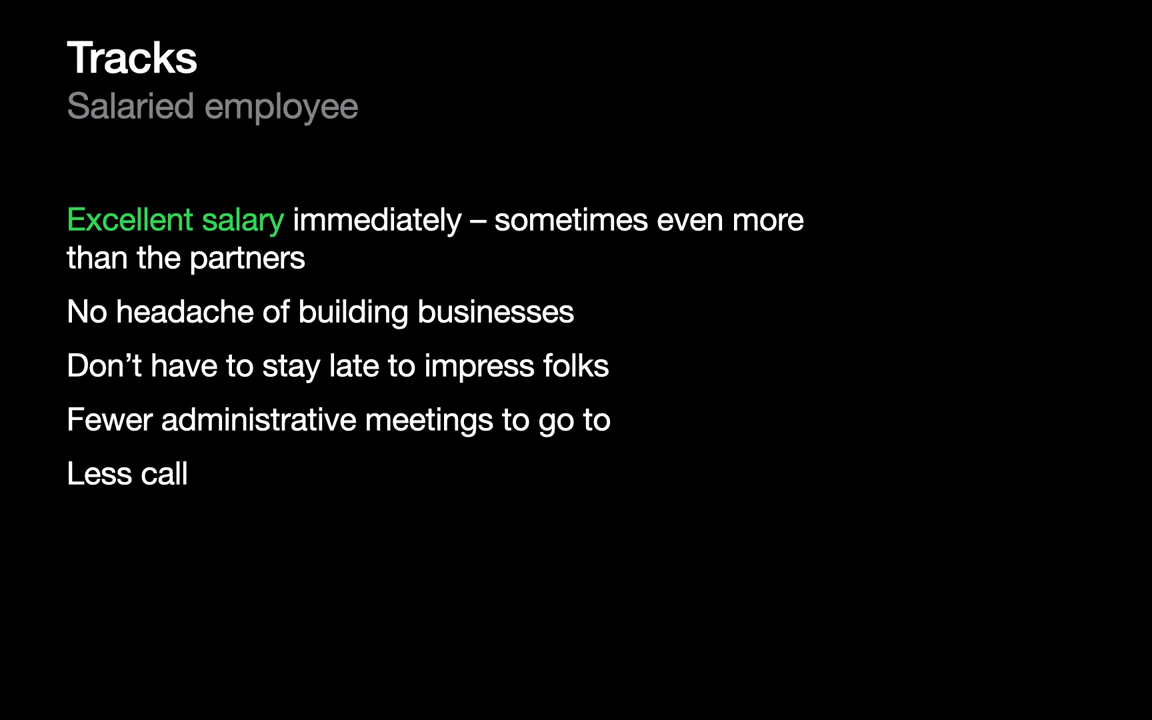 Tracks
Salaried employee
Excellent salary immediately – sometimes even more
than the partners
No headache of building businesses
Don’t have to stay late to impress folks
Fewer administrative meetings to go to
Less call